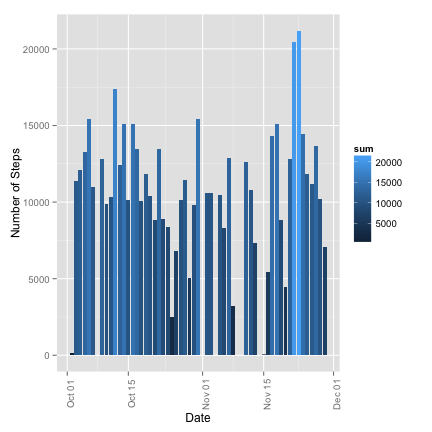 20000
15000
10000
5000
0
Number of Steps
Oct 01
Oct 15
Nov 01
Nov 15
Dec 01
Date
sum
20000
15000
10000
5000